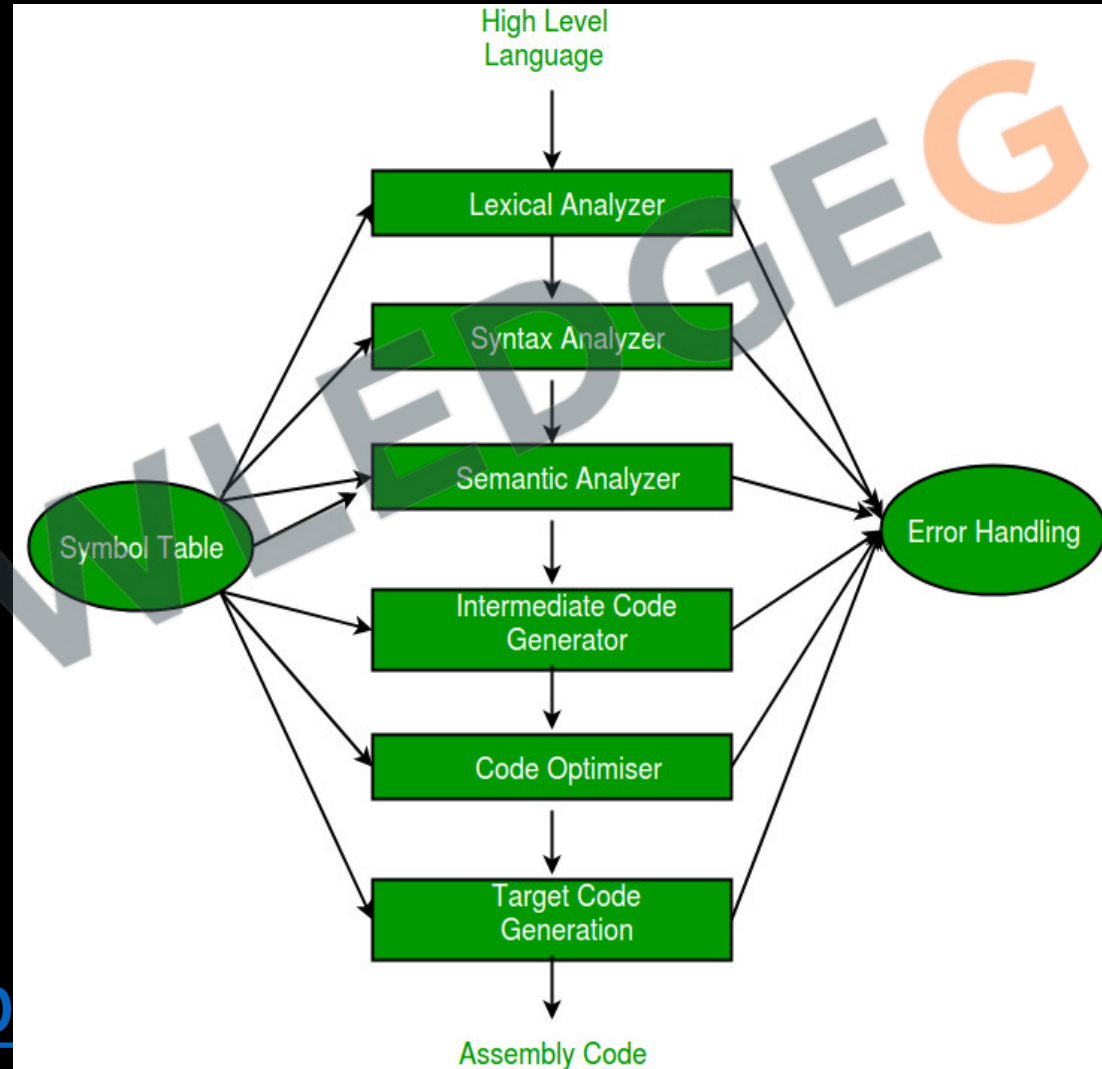 High Level
Language
Lexical Analyzer
Syntax Analyzer
Semantic Analyzer
Symbol Table
Error Handling
Intermediate Code
Generator
Code Optimiser
Target Code
Generation
Assembly Code
WLEDGEG